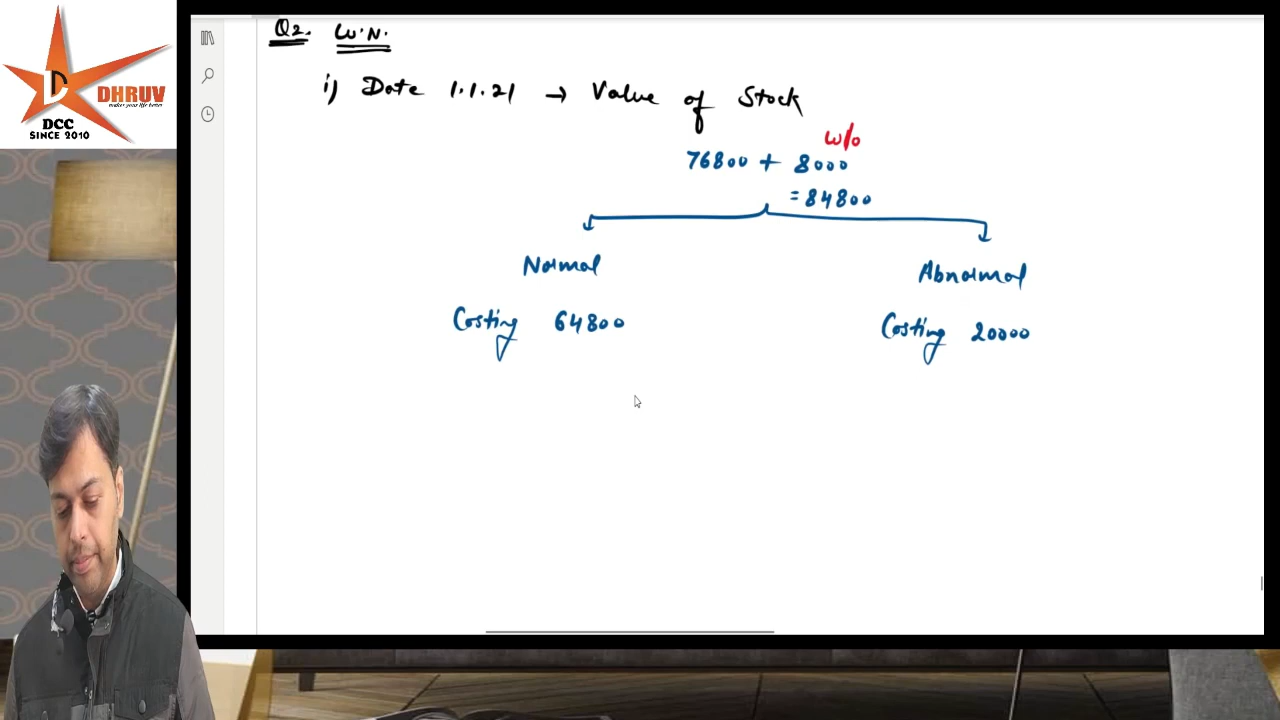 D
DHRUV
makes your life better
DCC
SINCE 2010
Q2. W.N.
i) Date 1.1.21 → Value of Stock
w/o
76800 + 8000
= 84800
Normal Abnormal
Costing 64800 Costing 20000